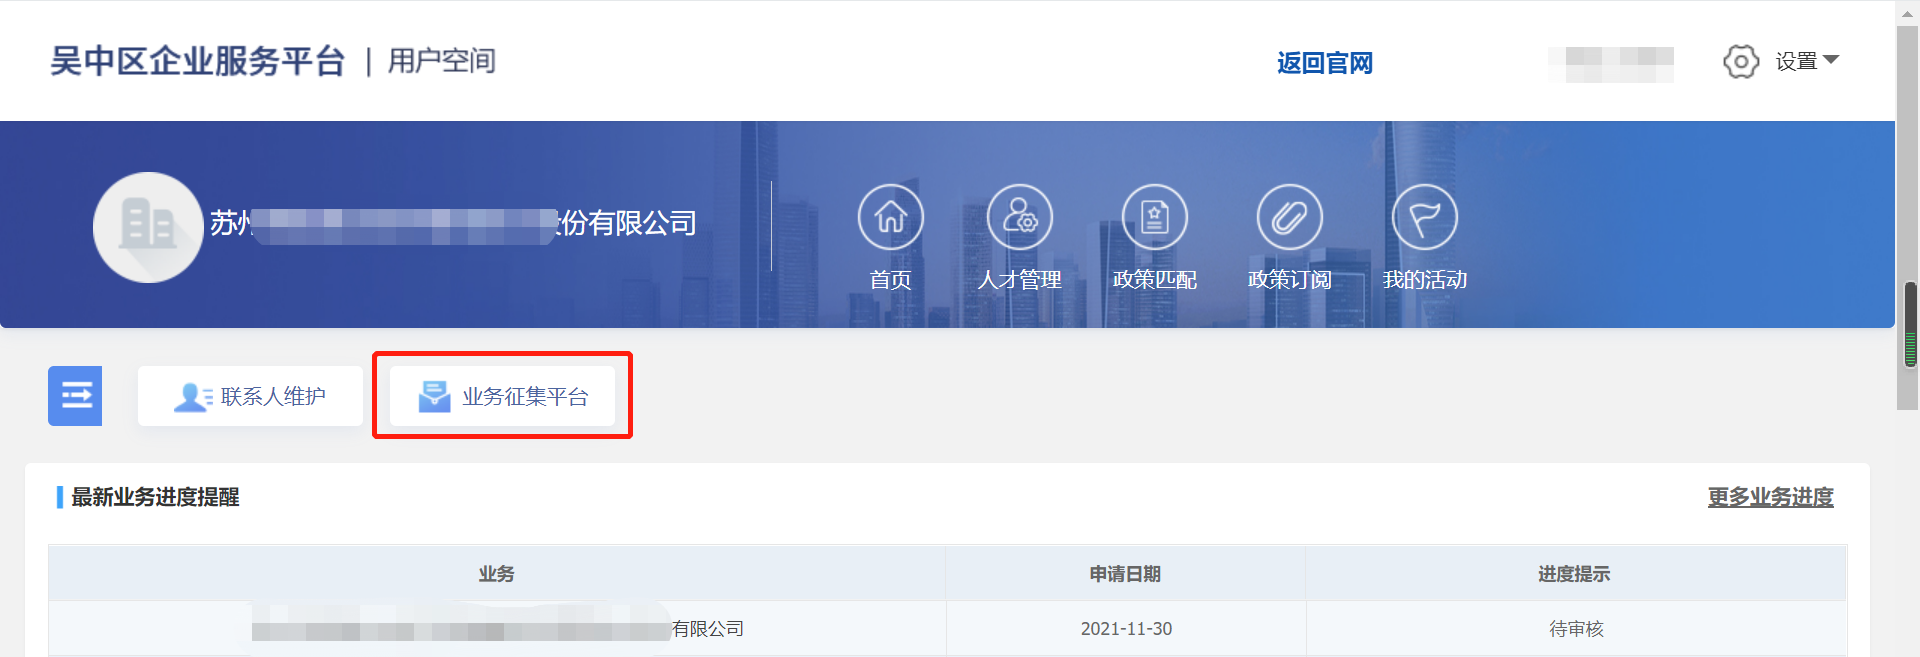 吴中区企业服务平台 | 用户空间
返回官网
设置
苏州
份有限公司
首页
人才管理
政策匹配
政策订阅
我的活动
联系人维护
业务征集平台
最新业务进度提醒
更多业务进度
业务
申请日期
进度提示
有限公司
2021-11-30
待审核